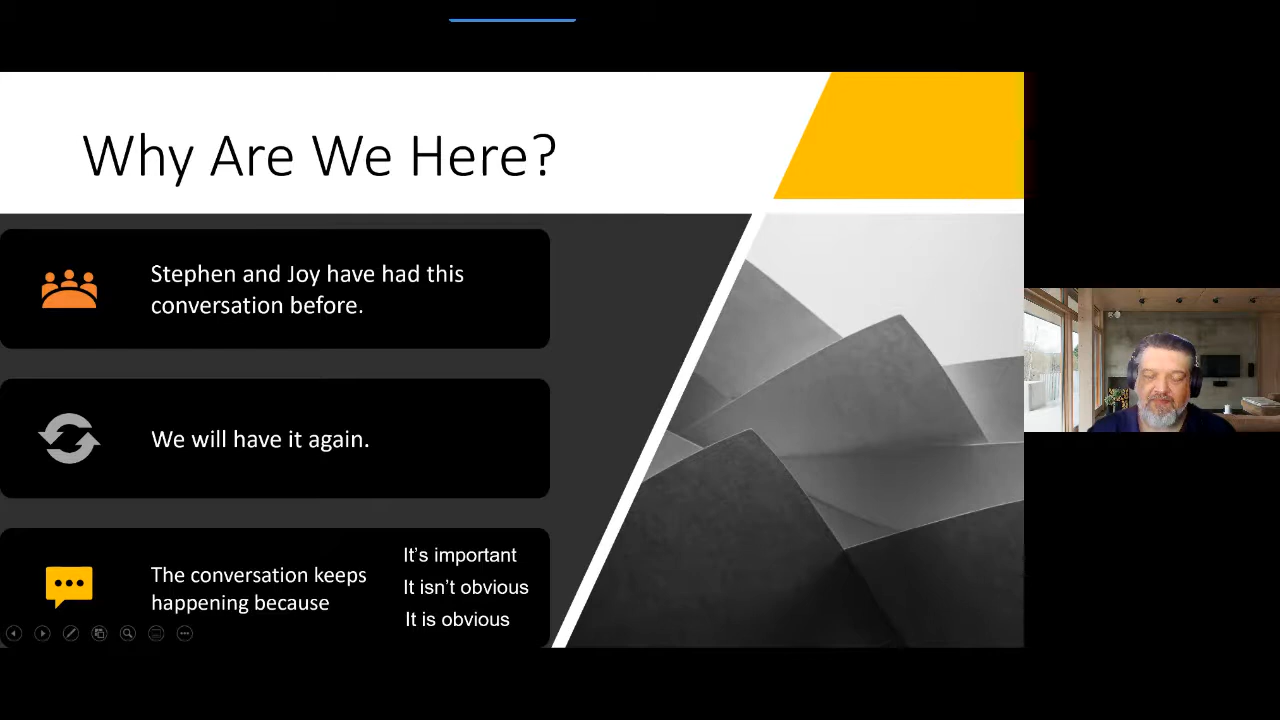 Why Are We Here?
Stephen and Joy have had this
conversation before.
We will have it again.
The conversation keeps
happening because
It's important
It isn't obvious
It is obvious